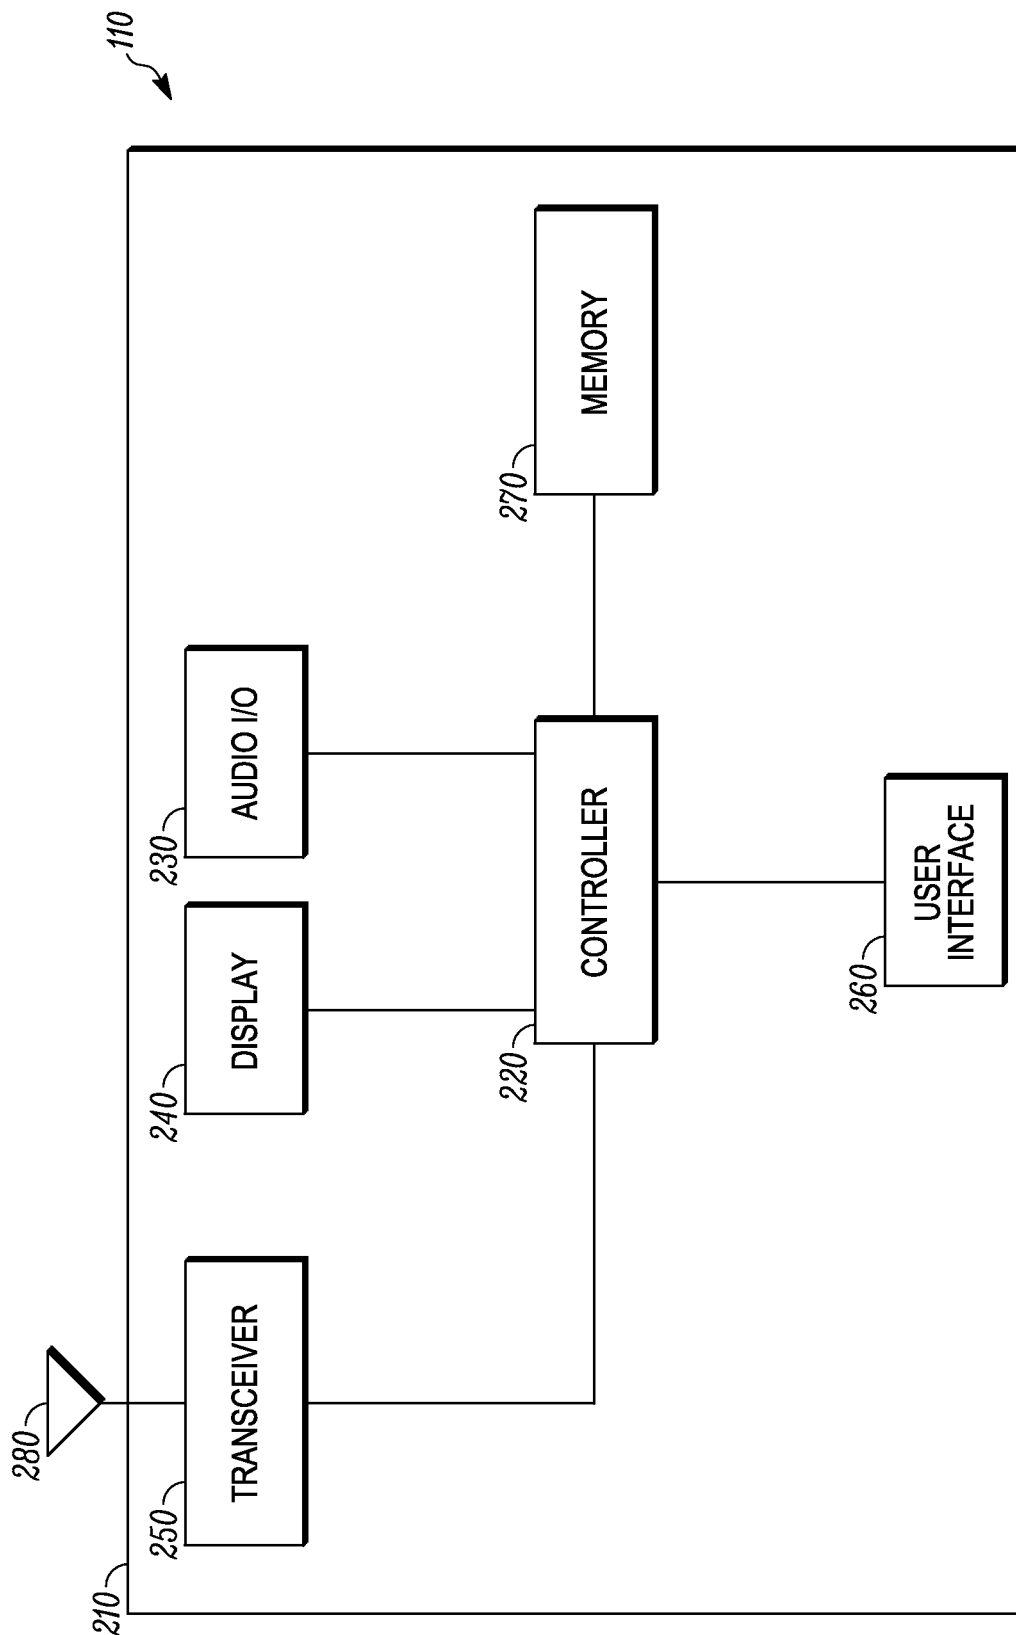 110
280
210
250
TRANSCEIVER
240
DISPLAY
230
AUDIO I/O
220
CONTROLLER
270
MEMORY
260
USER
INTERFACE